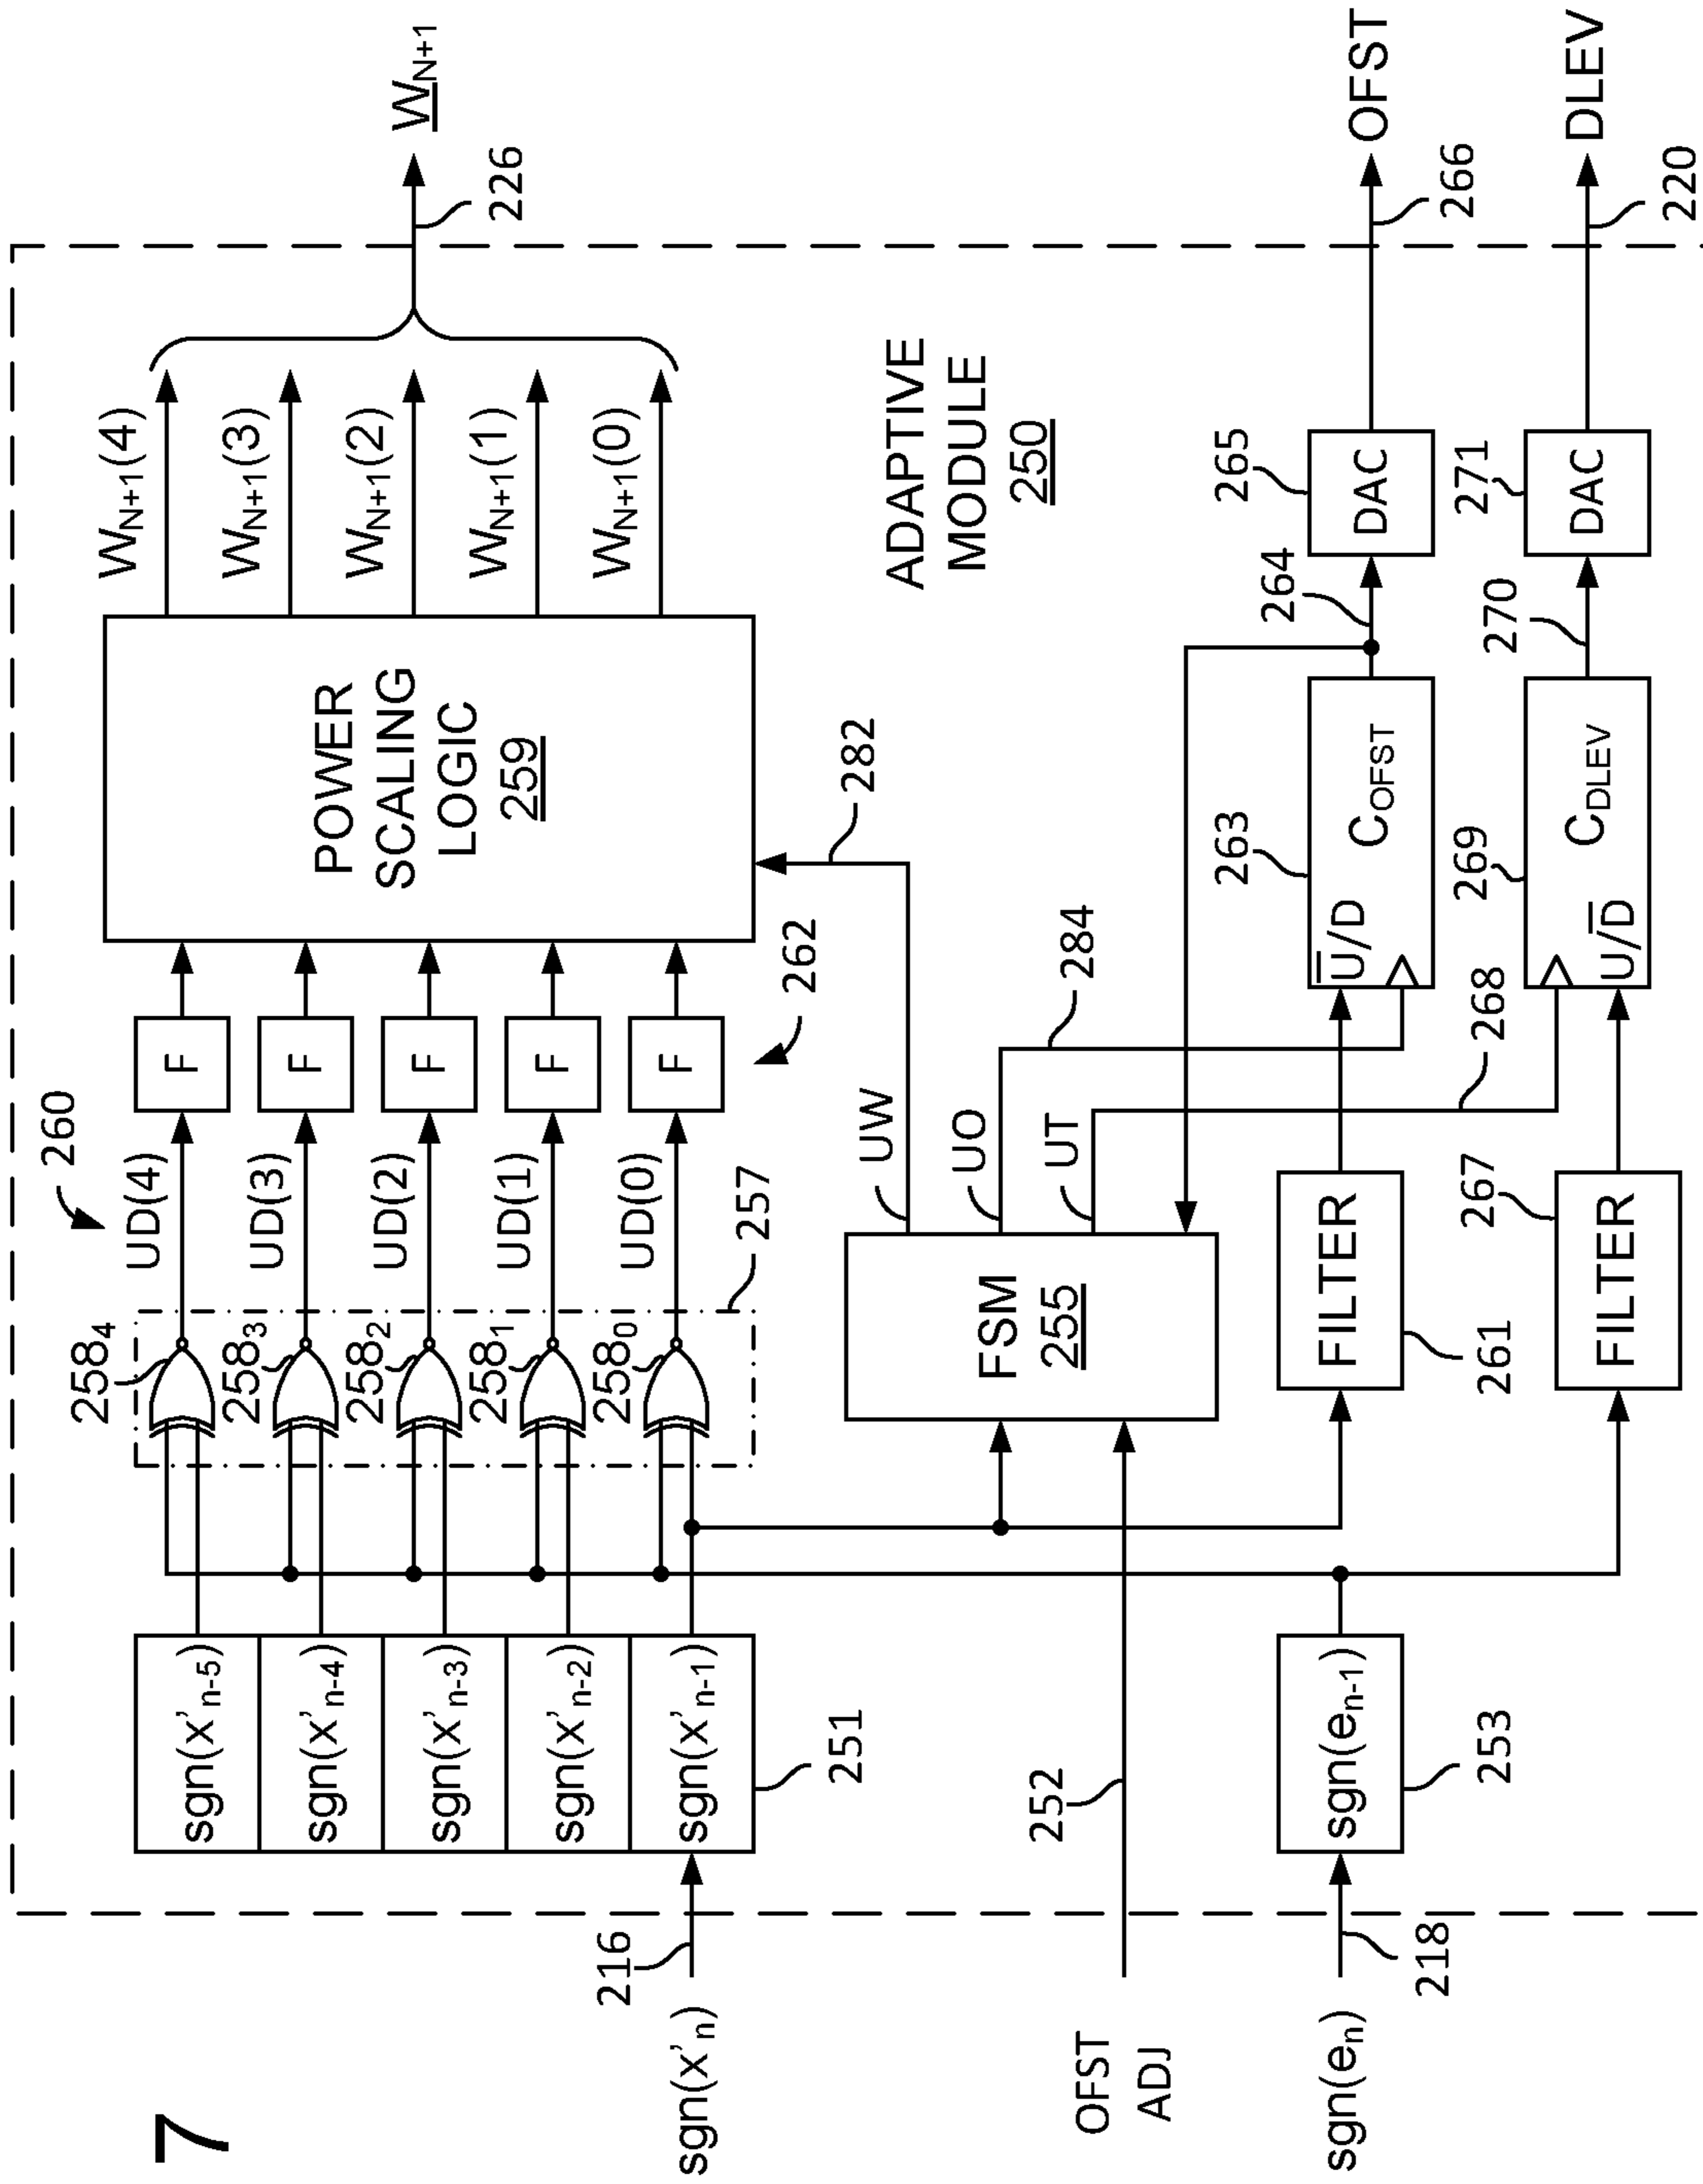 7
sgn(x'n)
216
OFST
ADJ
252
sgn(en)
218
sgn(x'n-5)
sgn(x'n-4)
sgn(x'n-3)
sgn(x'n-2)
sgn(x'n-1)
251
sgn(en-1)
253
2584
2583
2582
2581
2580
257
260
UD(4)
UD(3)
UD(2)
UD(1)
UD(0)
F
F
F
F
F
262
POWER
SCALING
LOGIC
259
WN+1(4)
WN+1(3)
WN+1(2)
WN+1(1)
WN+1(0)
WN+1
226
FSM
255
UW
UO
UT
282
284
268
ADAPTIVE
MODULE
250
FILTER
261
FILTER
267
263
U̅/D
COFST
264
265
DAC
OFST
266
269
U/D̅
CDLEV
270
271
DAC
DLEV
220